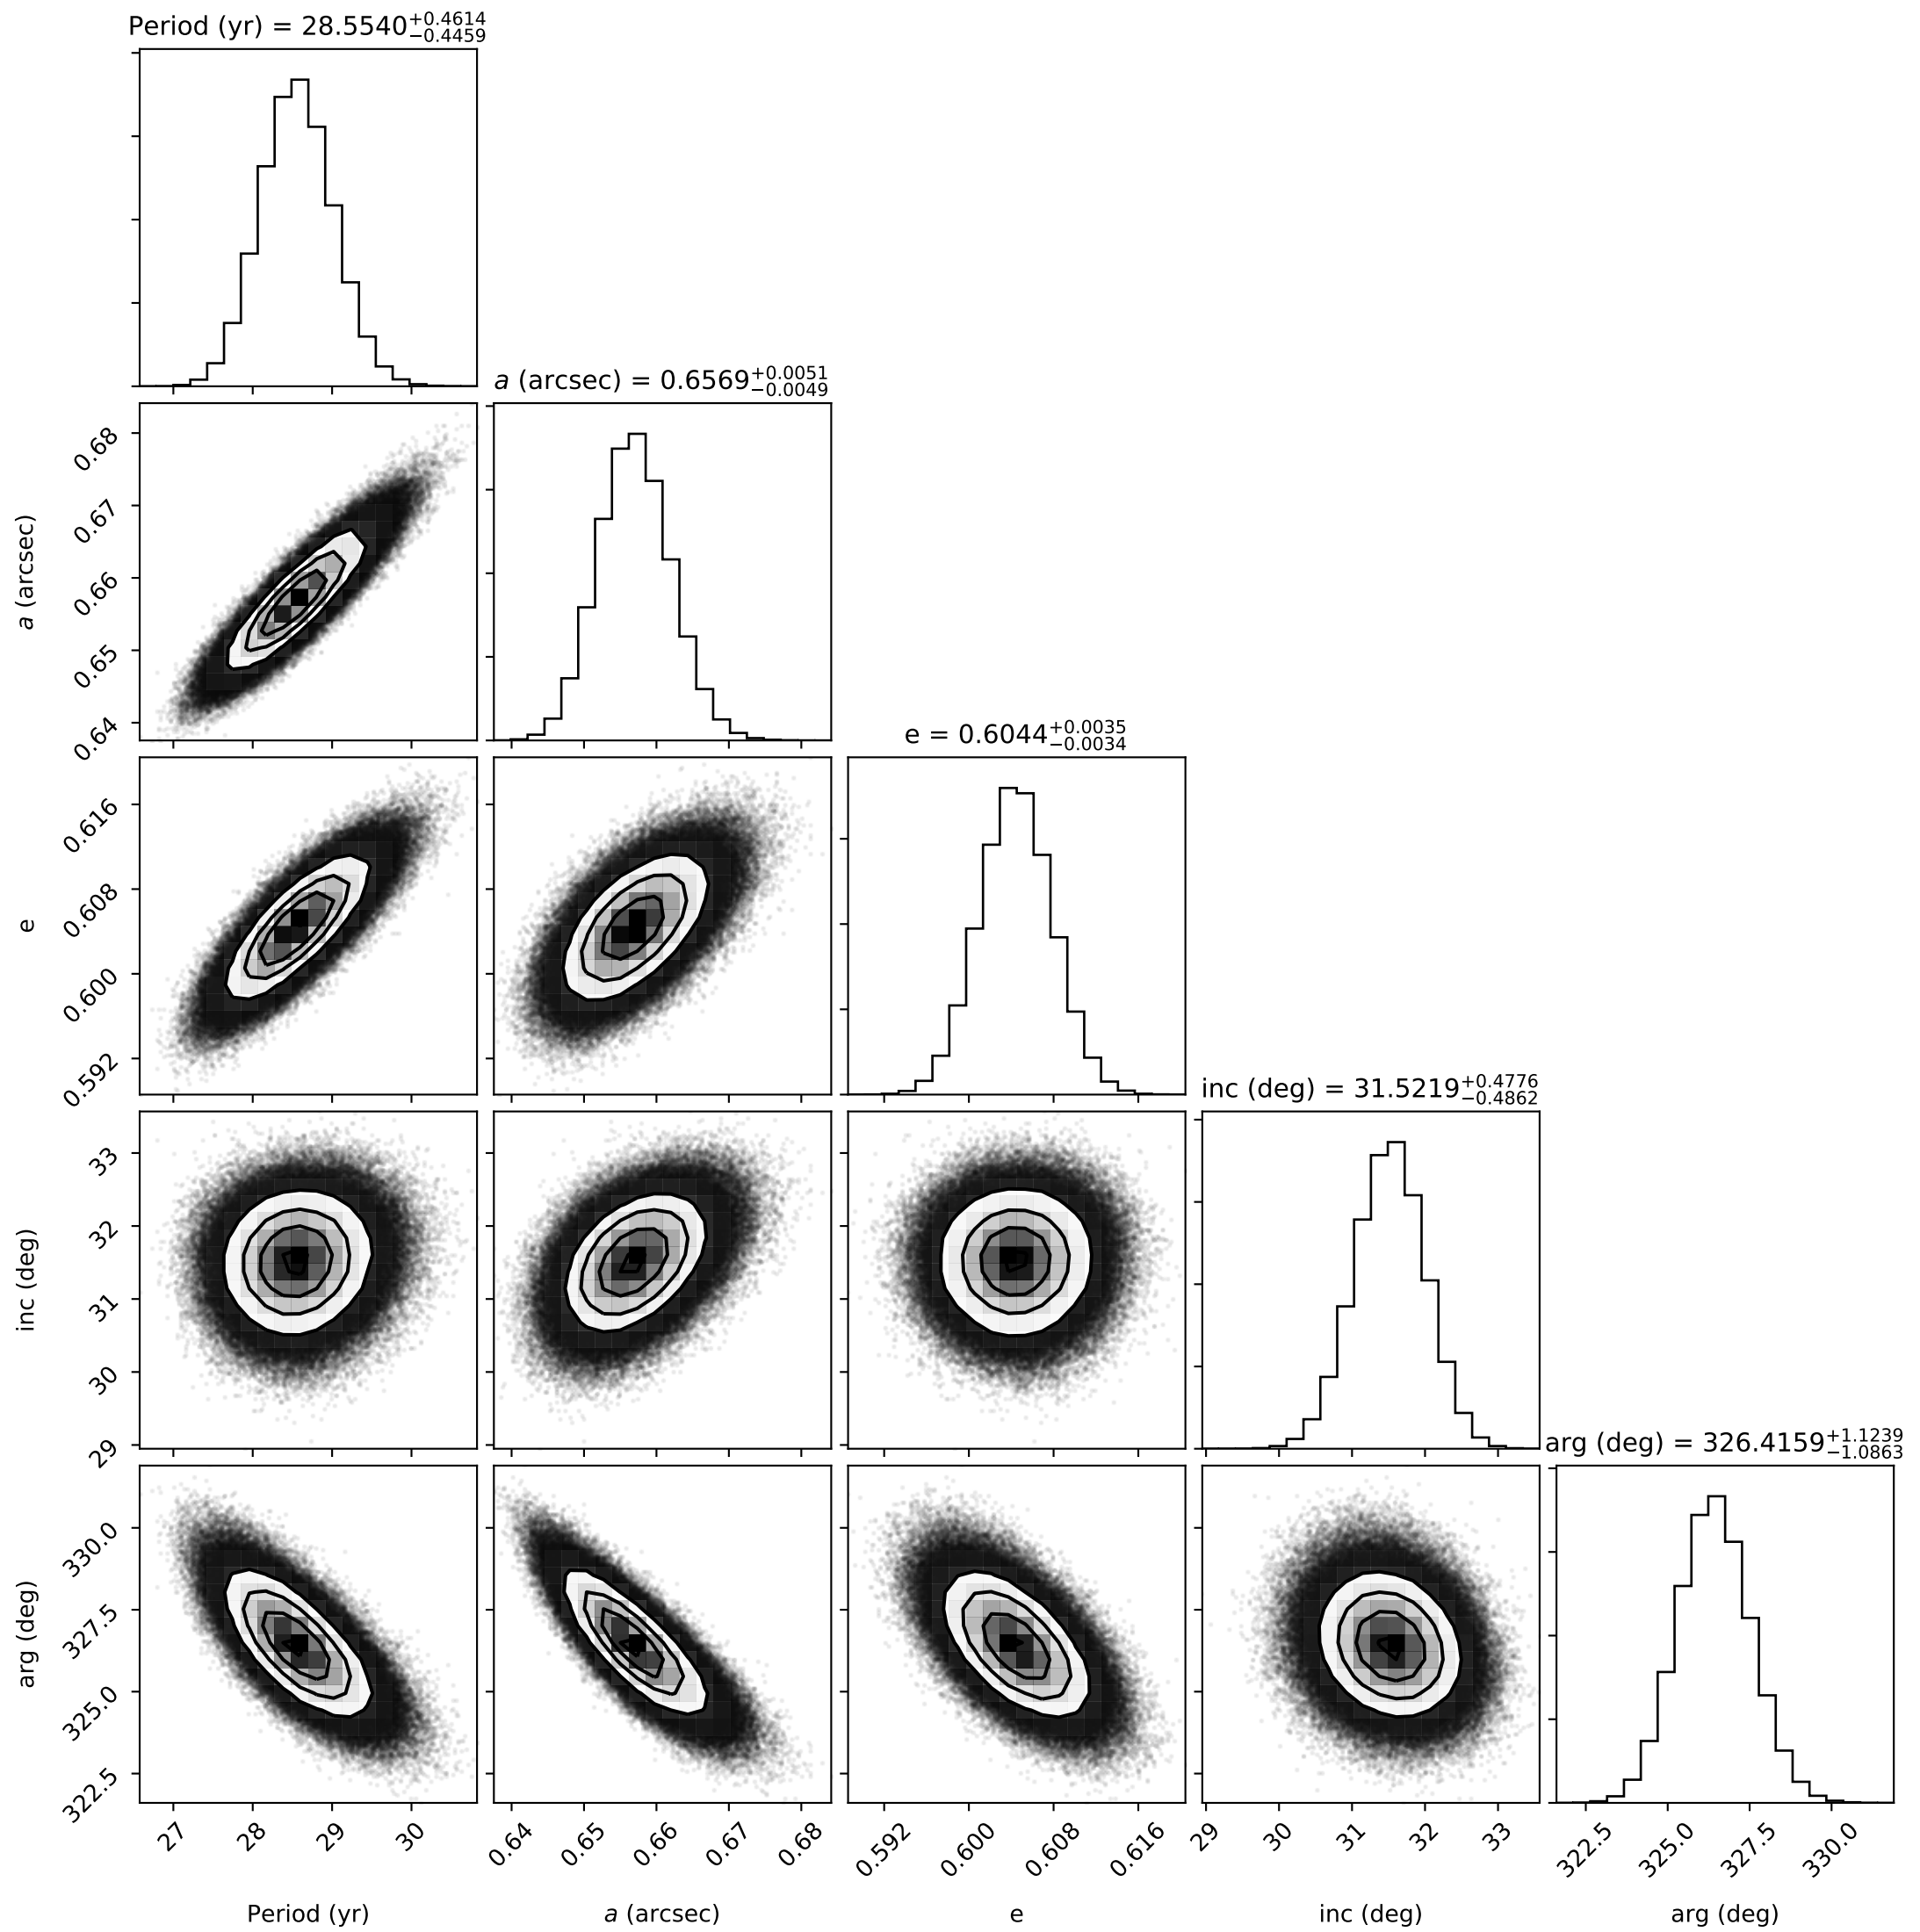 Period (yr) = 28.5540+0.4614 −0.4459
a (arcsec) = 0.6569+0.0051 −0.0049
0.68
0.67
0.66
0.65
0.64
a (arcsec)
e = 0.6044+0.0035 −0.0034
0.616
0.608
0.600
0.592
e
inc (deg) = 31.5219+0.4776 −0.4862
33
32
31
30
29
inc (deg)
arg (deg) = 326.4159+1.1239 −1.0863
330.0
327.5
325.0
322.5
arg (deg)
27 28 29 30 0.64 0.65 0.66 0.67 0.68 0.592 0.600 0.608 0.616 29 30 31 32 33 322.5 325.0 327.5 330.0
Period (yr) a (arcsec) e inc (deg) arg (deg)